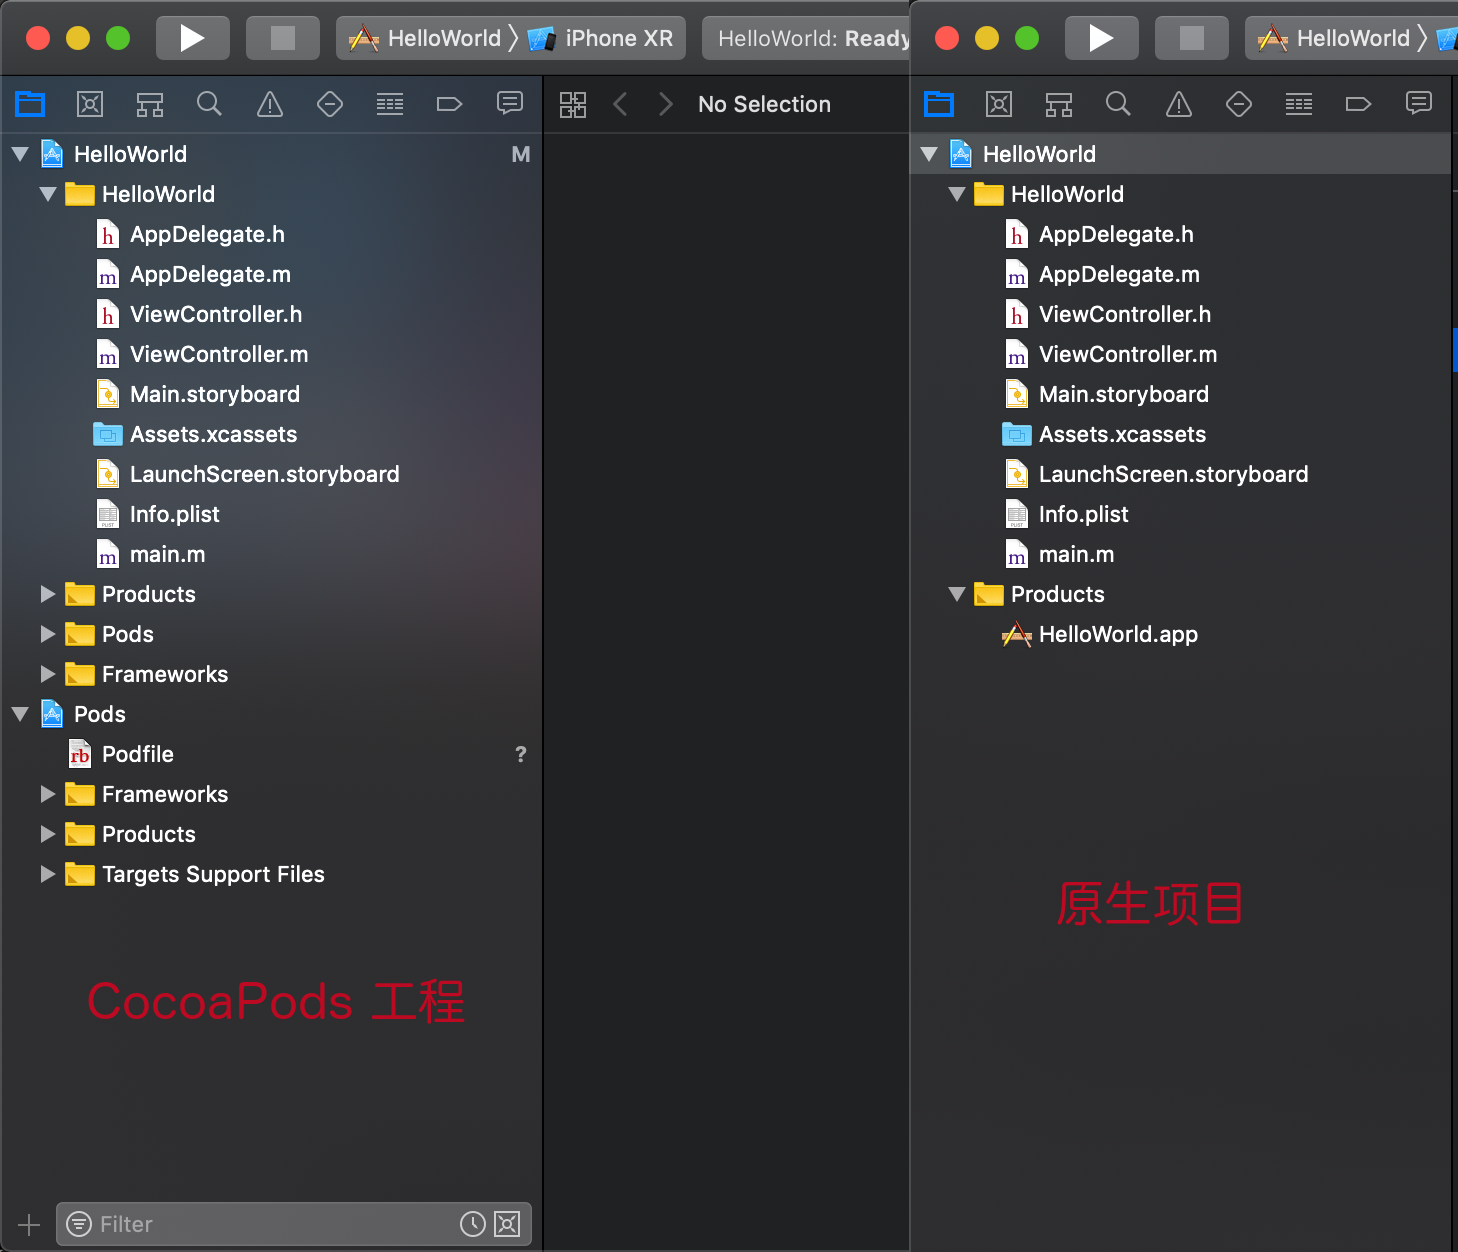 HelloWorld 〉 iPhone XR
HelloWorld: Ready
No Selection
HelloWorld M
HelloWorld
h AppDelegate.h
m AppDelegate.m
h ViewController.h
m ViewController.m
Main.storyboard
Assets.xcassets
LaunchScreen.storyboard
PLIST Info.plist
m main.m
Products
Pods
Frameworks
Pods
rb Podfile ?
Frameworks
Products
Targets Support Files
CocoaPods 工程
Filter
HelloWorld 〉
HelloWorld
HelloWorld
h AppDelegate.h
m AppDelegate.m
h ViewController.h
m ViewController.m
Main.storyboard
Assets.xcassets
LaunchScreen.storyboard
PLIST Info.plist
m main.m
Products
HelloWorld.app
原生项目